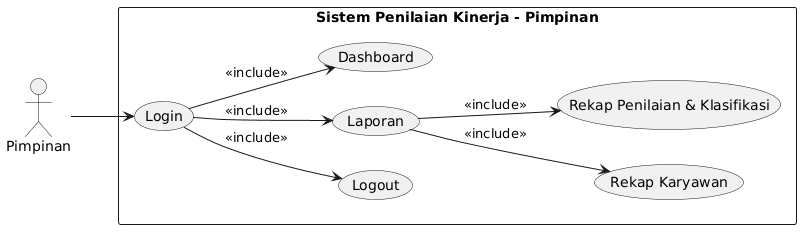 Sistem Penilaian Kinerja - Pimpinan
Pimpinan
Login
«include»
Dashboard
«include»
Laporan
«include»
Logout
«include»
Rekap Penilaian & Klasifikasi
«include»
Rekap Karyawan